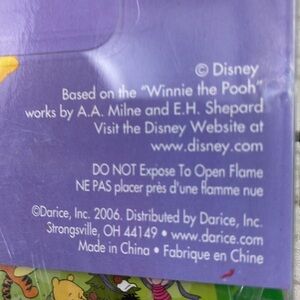 © Disney
Based on the "Winnie the Pooh"
works by A.A. Milne and E.H. Shepard
Visit the Disney Website at
www.disney.com
DO NOT Expose To Open Flame
NE PAS placer près d'une flamme nue
©Darice, Inc. 2006. Distributed by Darice, Inc.
Strongsville, OH 44149 • www.darice.com
Made in China • Fabrique en Chine